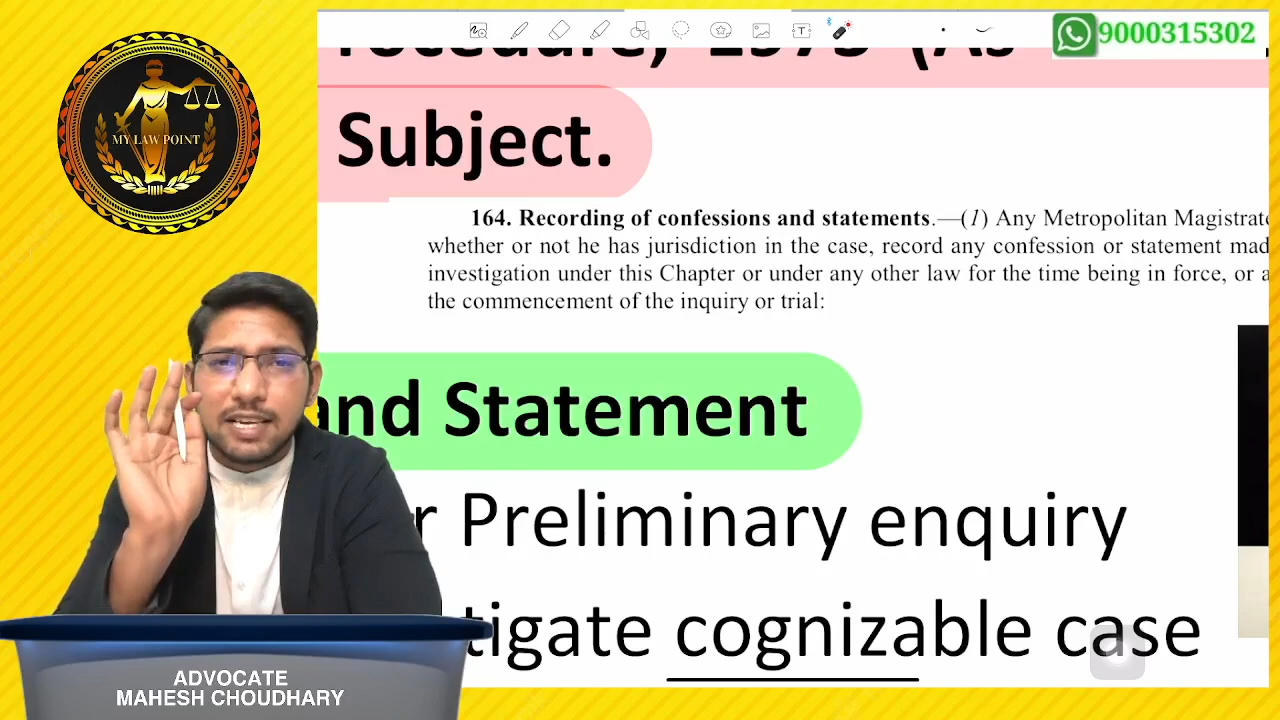 9000315302
MY LAW POINT
Subject.
164. Recording of confessions and statements.—(1) Any Metropolitan Magistrate
whether or not he has jurisdiction in the case, record any confession or statement mad
investigation under this Chapter or under any other law for the time being in force, or a
the commencement of the inquiry or trial:
and Statement
r Preliminary enquiry
tigate cognizable case
ADVOCATE
MAHESH CHOUDHARY